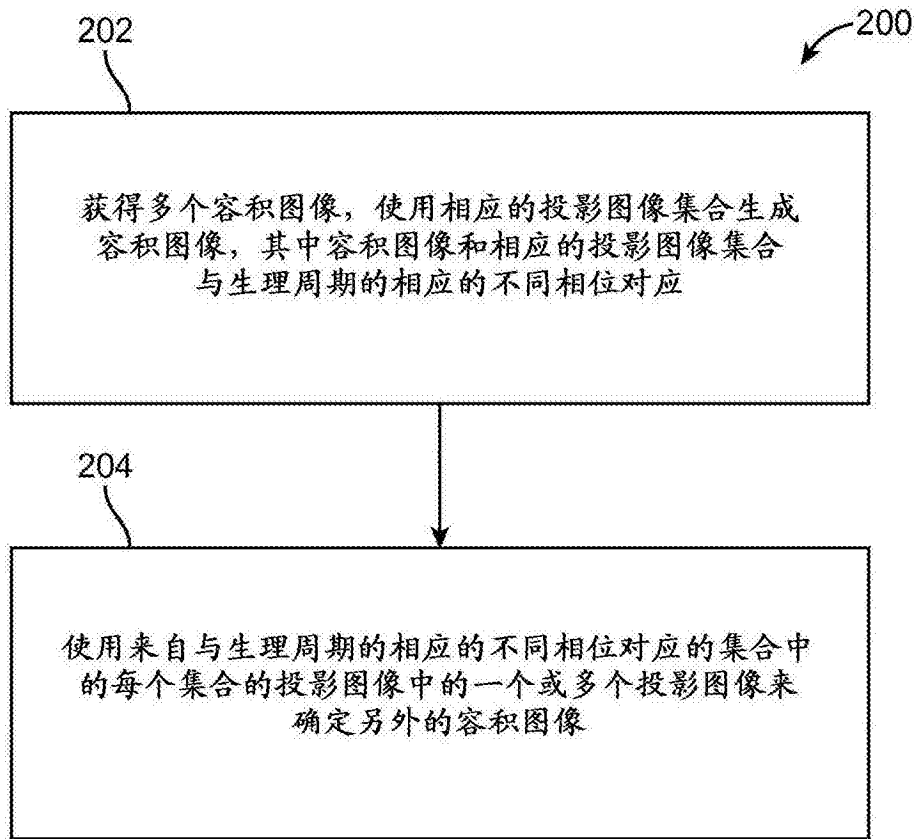 202
200
获得多个容积图像，使用相应的投影图像集合生成
容积图像，其中容积图像和相应的投影图像集合
与生理周期的相应的不同相位对应
204
使用来自与生理周期的相应的不同相位对应的集合中
的每个集合的投影图像中的一个或多个投影图像来
确定另外的容积图像